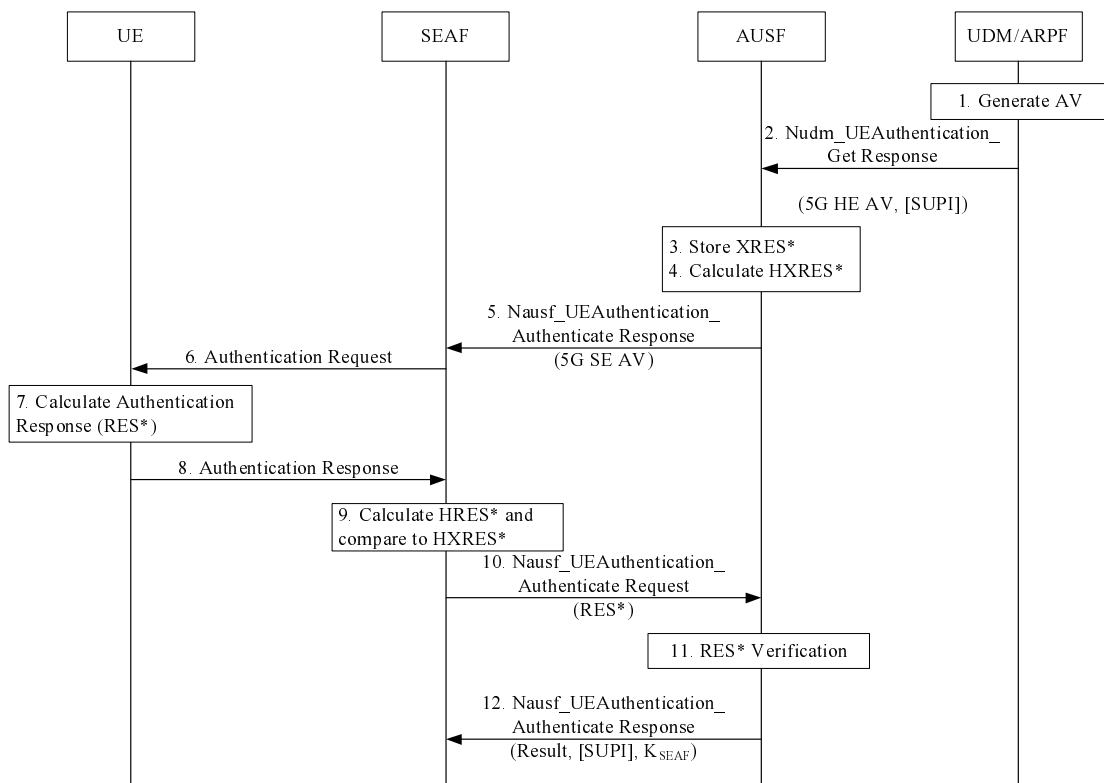 UE
SEAF
AUSF
UDM/ARPF
1. Generate AV
2. Nudm_UEAuthentication_
Get Response
(5G HE AV, [SUPI])
3. Store XRES*
4. Calculate HXRES*
5. Nausf_UEAuthentication_
Authenticate Response
(5G SE AV)
6. Authentication Request
7. Calculate Authentication
Response (RES*)
8. Authentication Response
9. Calculate HRES* and
compare to HXRES*
10. Nausf_UEAuthentication_
Authenticate Request
(RES*)
11. RES* Verification
12. Nausf_UEAuthentication_
Authenticate Response
(Result, [SUPI], KSEAF)